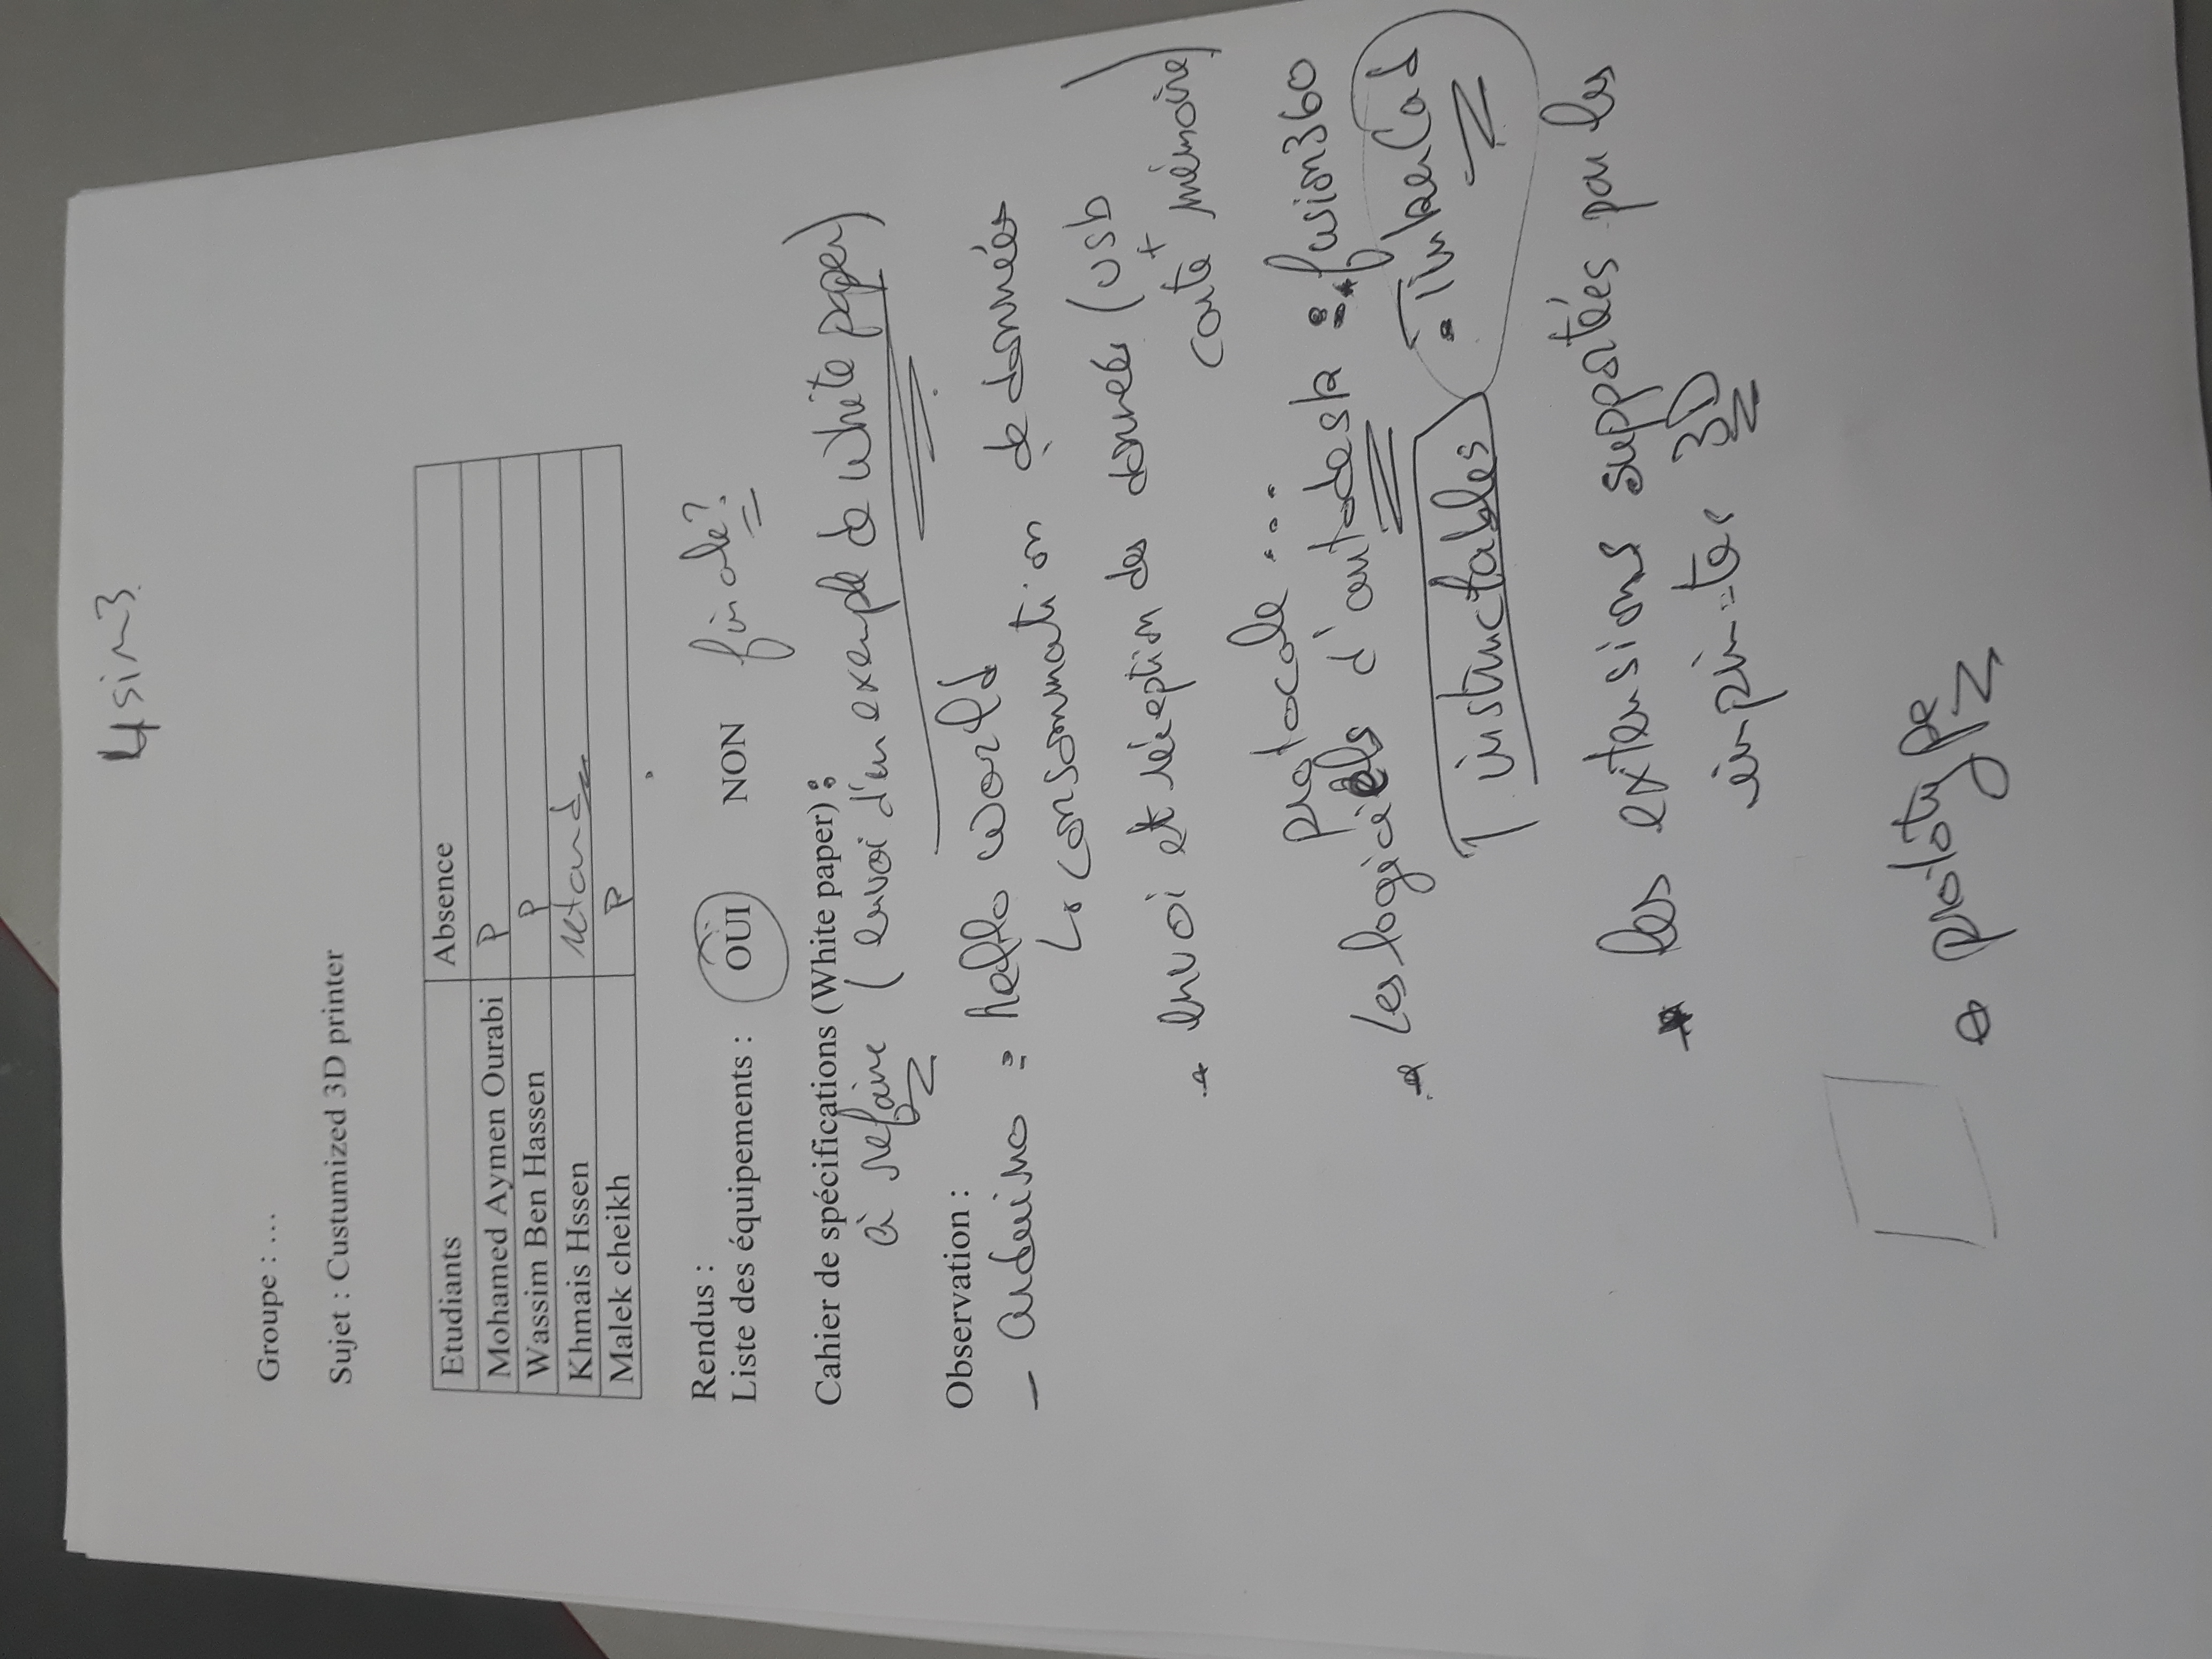 4sim3
Groupe : ...
Sujet : Custumized 3D printer
Etudiants Absence
Mohamed Aymen Ourabi P
Wassim Ben Hassen P
Khmais Hssen retard
Malek cheikh P
Rendus :
Liste des équipements : OUI NON finale?
Cahier de spécifications (White paper) :
à refaire (envoi d'un exemple de white paper)
Observation :
- arduino : hello world
↳ consommation de données
→ envoi et réception des données (usb
+
carte mémoire)
protocole ...
→ Les logiciels d'autodesk : fusion360
instructables - TinkerCad
→ les extensions supportées par les
3D
→ prototype